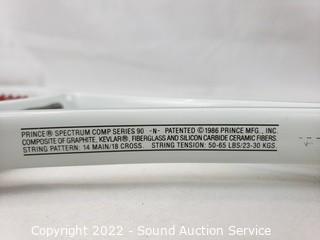 PRINCE® SPECTRUM COMP SERIES 90 -N- PATENTED ©1986 PRINCE MFG., INC.
COMPOSITE OF GRAPHITE, KEVLAR®, FIBERGLASS AND SILICON CARBIDE CERAMIC FIBERS.
STRING PATTERN: 14 MAIN/18 CROSS. STRING TENSION: 50-65 LBS/23-30 KGS.
Copyright 2022 - Sound Auction Service